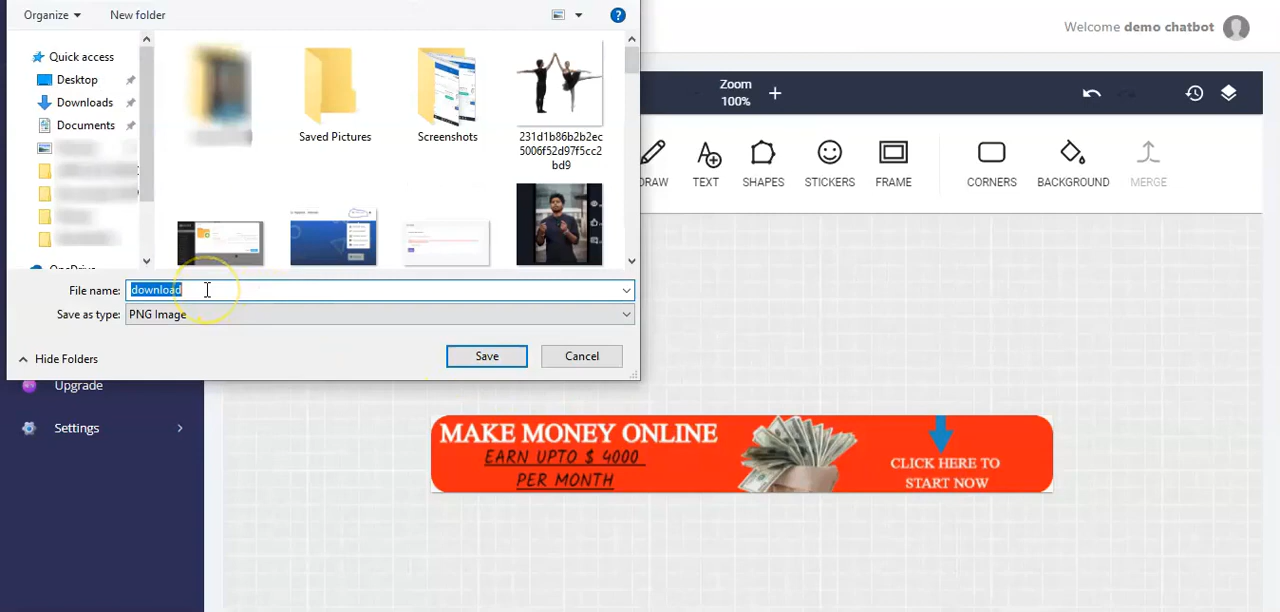 Organize
New folder
Welcome demo chatbot
Quick access
Desktop
Downloads
Documents
OneDrive
Saved Pictures
Screenshots
231d1b86b2b2ec
5006f52d97f5cc2
bd9
File name:
download
Save as type:
PNG Image
Hide Folders
Save
Cancel
Upgrade
Settings
Zoom
100%
DRAW
TEXT
SHAPES
STICKERS
FRAME
CORNERS
BACKGROUND
MERGE
MAKE MONEY ONLINE
EARN UPTO $ 4000
PER MONTH
CLICK HERE TO
START NOW